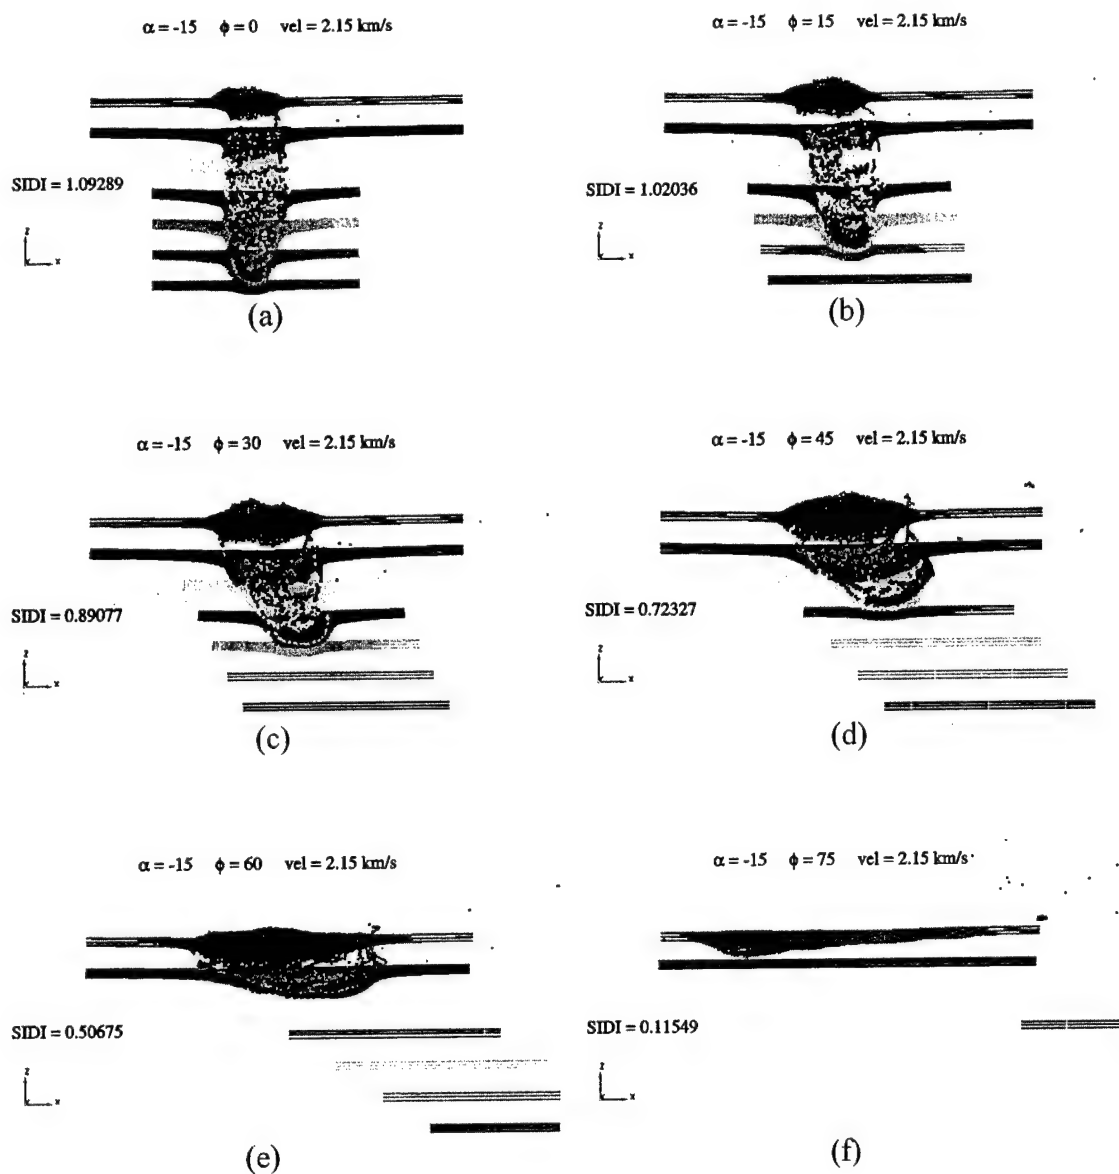 α = -15 ϕ = 0 vel = 2.15 km/s
SIDI = 1.09289
z
x
(a)
α = -15 ϕ = 15 vel = 2.15 km/s
SIDI = 1.02036
z
x
(b)
α = -15 ϕ = 30 vel = 2.15 km/s
SIDI = 0.89077
z
x
(c)
α = -15 ϕ = 45 vel = 2.15 km/s
SIDI = 0.72327
z
x
(d)
α = -15 ϕ = 60 vel = 2.15 km/s
SIDI = 0.50675
z
x
(e)
α = -15 ϕ = 75 vel = 2.15 km/s
SIDI = 0.11549
z
x
(f)